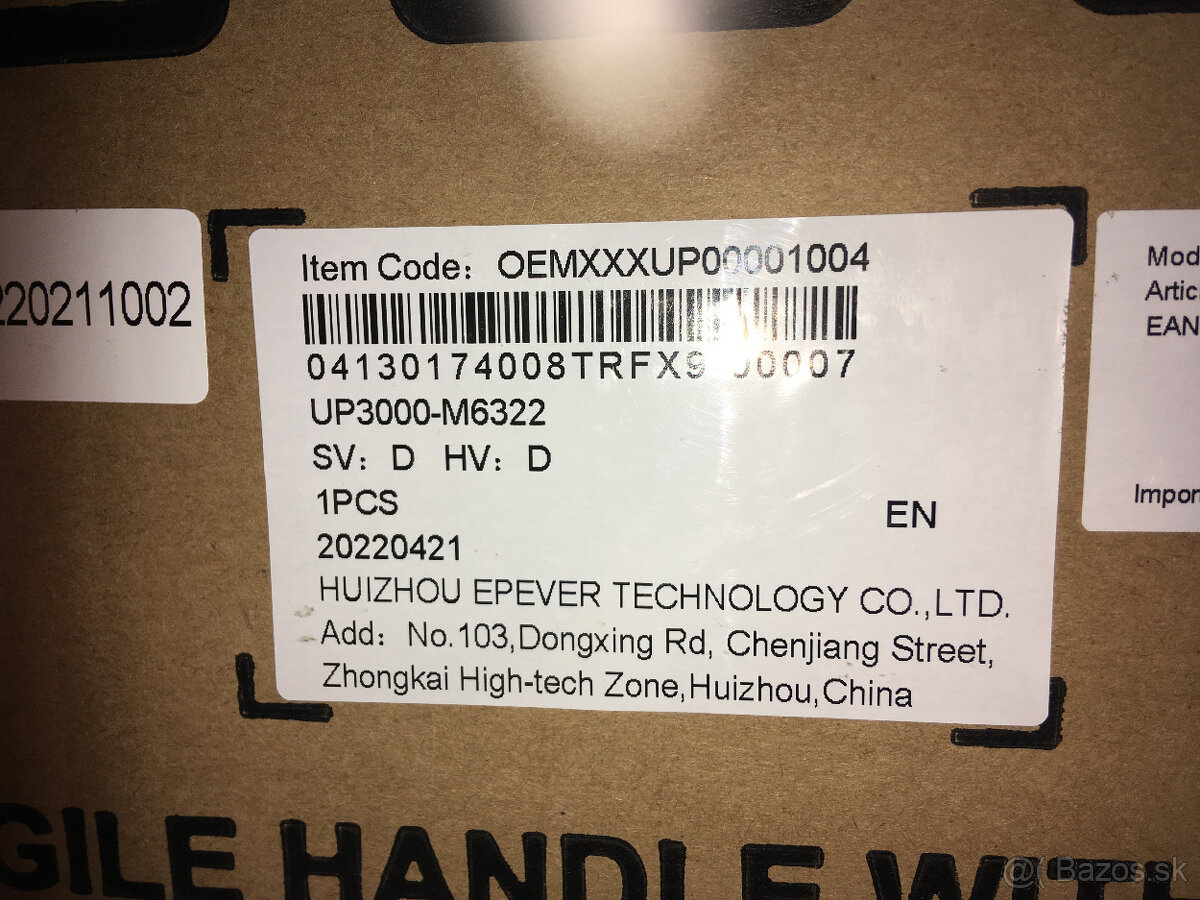 220211002
Item Code: OEMXXXUP00001004
UP3000-M6322
SV: D HV: D
1PCS
EN
20220421
HUIZHOU EPEVER TECHNOLOGY CO.,LTD.
Add: No.103,Dongxing Rd, Chenjiang Street,
Zhongkai High-tech Zone,Huizhou,China
Mod
Artic
EAN
Impor
GILE HANDLE WITH
Bazos.sk